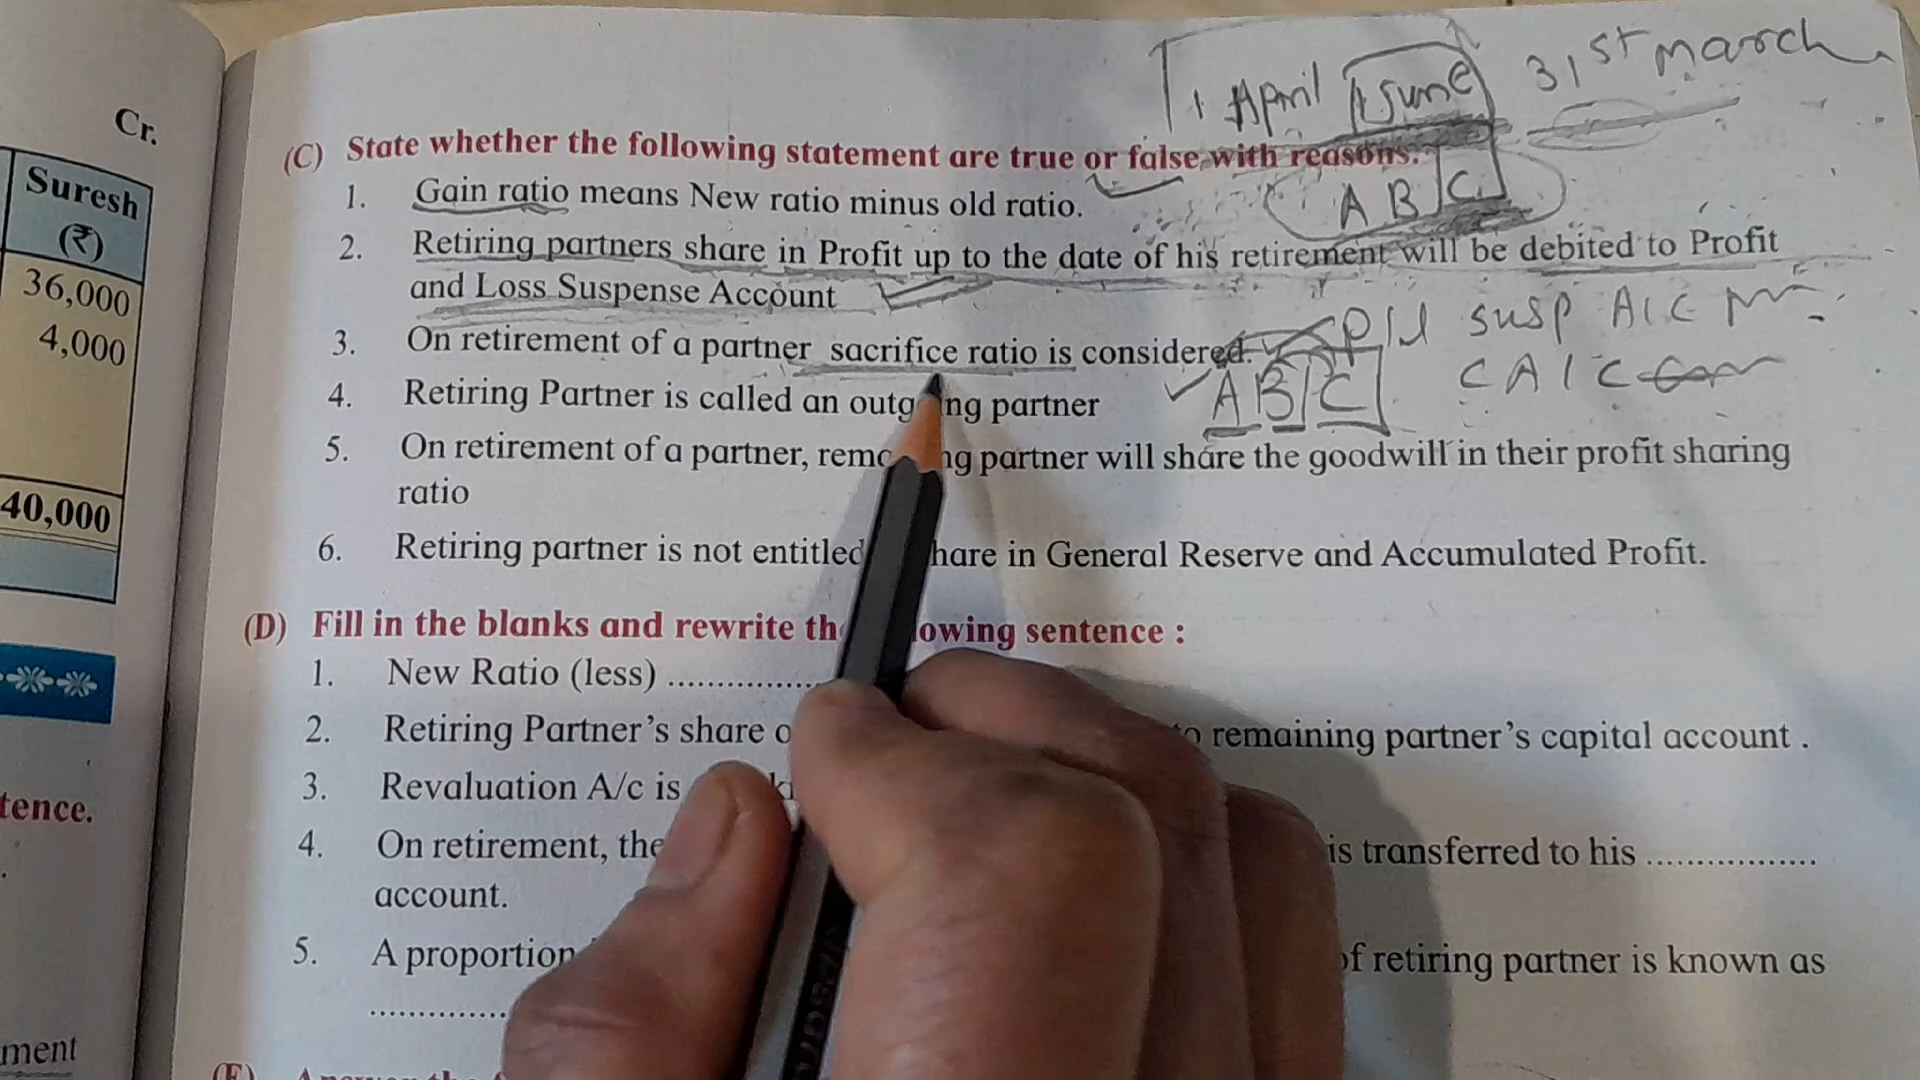 Cr.
Suresh
(₹)
36,000
4,000
40,000
tence.
ment
1 April 1 June 31st march
(C) State whether the following statement are true or false with reasons.
1. Gain ratio means New ratio minus old ratio.
A B C
2. Retiring partners share in Profit up to the date of his retirement will be debited to Profit
and Loss Suspense Account
susp A/C
3. On retirement of a partner sacrifice ratio is considered.
A B C
4. Retiring Partner is called an outg ng partner
5. On retirement of a partner, rema ng partner will share the goodwill in their profit sharing
ratio
6. Retiring partner is not entitled hare in General Reserve and Accumulated Profit.
(D) Fill in the blanks and rewrite th lowing sentence :
1. New Ratio (less) ................
2. Retiring Partner's share o remaining partner's capital account .
3. Revaluation A/c is
4. On retirement, the is transferred to his .................
account.
5. A proportion of retiring partner is known as
..............
(E)